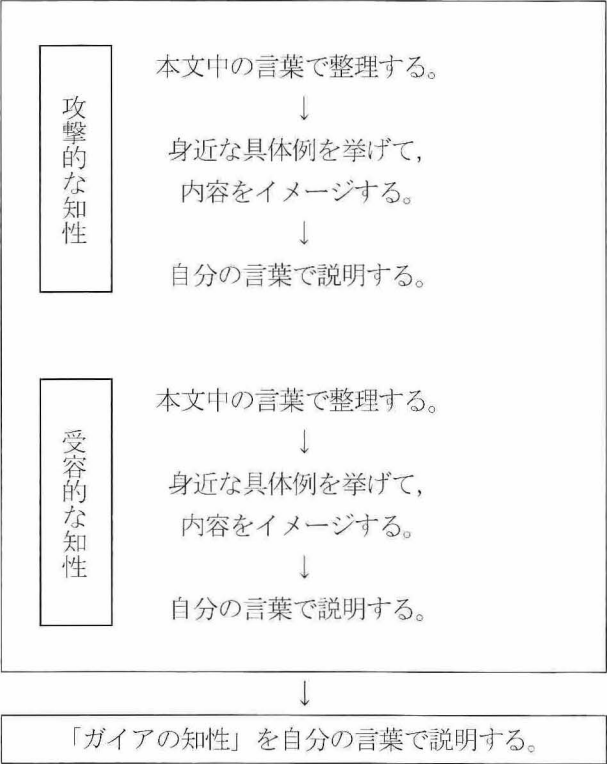 攻撃的な知性
本文中の言葉で整理する。
↓
身近な具体例を挙げて,
内容をイメージする。
↓
自分の言葉で説明する。
受容的な知性
本文中の言葉で整理する。
↓
身近な具体例を挙げて,
内容をイメージする。
↓
自分の言葉で説明する。
↓
「ガイアの知性」を自分の言葉で説明する。